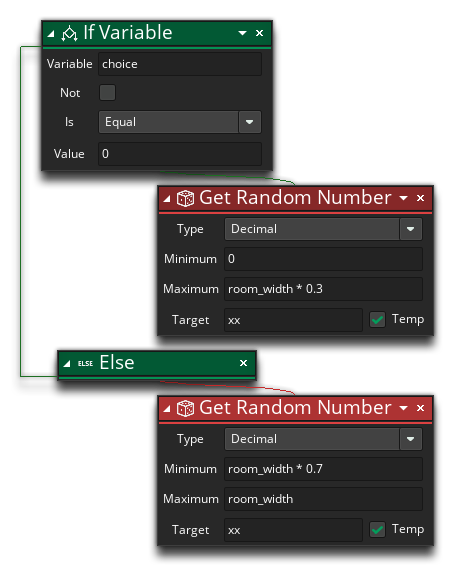 If Variable
Variable choice
Not
Is Equal
Value 0
Get Random Number
Type Decimal
Minimum 0
Maximum room_width * 0.3
Target xx Temp
ELSE Else
Get Random Number
Type Decimal
Minimum room_width * 0.7
Maximum room_width
Target xx Temp